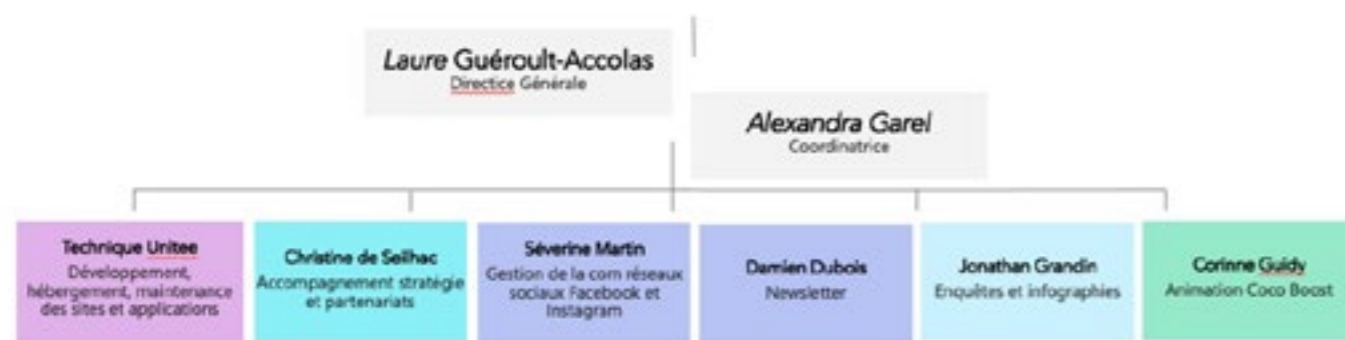 Laure Guéroult-Accolas
Directice Générale
Alexandra Garel
Coordinatrice
Technique Unitee
Développement,
hébergement, maintenance
des sites et applications
Christine de Seilhac
Accompagnement stratégie
et partenariats
Séverine Martin
Gestion de la com réseaux
sociaux Facebook et
Instagram
Damien Dubois
Newsletter
Jonathan Grandin
Enquêtes et infographies
Corinne Guidy
Animation Coco Boost